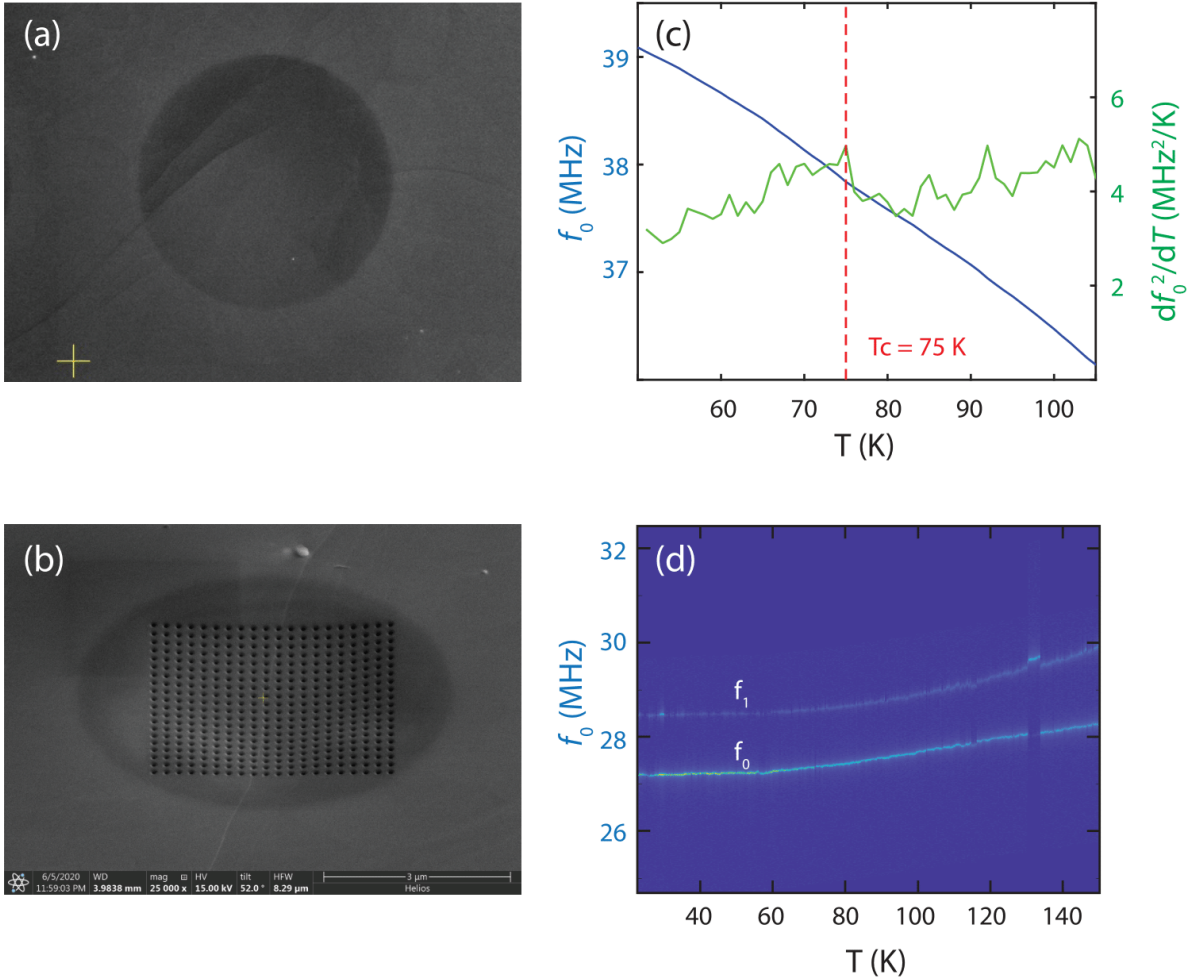 (a)
(c)
39
38
37
f₀ (MHz)
6
4
2
df₀²/dT (MHz²/K)
Tc = 75 K
60 70 80 90 100
T (K)
(b)
6/5/2020 WD mag HV tilt HFW 3 µm
11:59:03 PM 3.9838 mm 25 000 x 15.00 kV 52.0 ° 8.29 µm Helios
(d)
32
30
28
26
f₀ (MHz)
f₁
f₀
40 60 80 100 120 140
T (K)